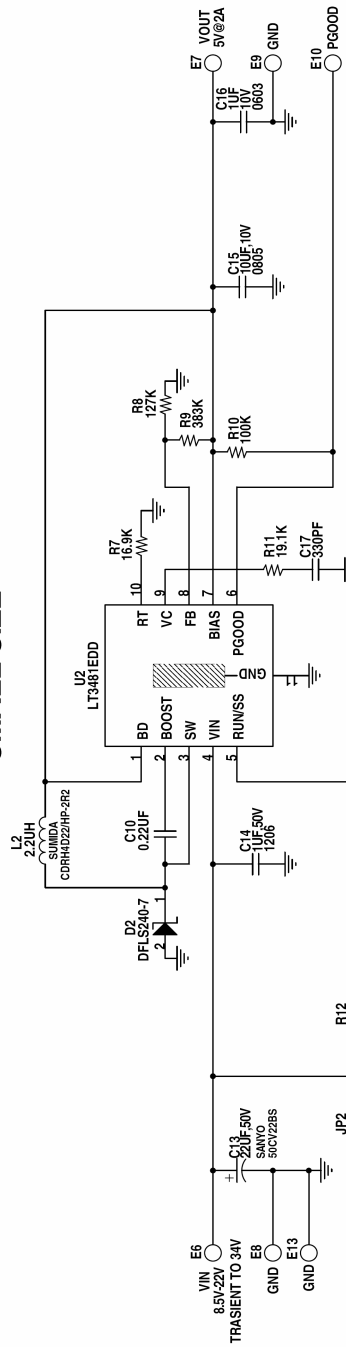 L2
2.2UH
SUMIDA
CDRH4D22/HP-2R2
E6
VIN
8.5V-22V
TRASIENT TO 34V
E8
GND
E13
GND
+
C13
22UF,50V
SANYO
50CV22BS
JP2
R12
D2
DFLS240-7
2
1
C10
0.22UF
C14
1UF,50V
1206
U2
LT3481EDD
1
BD
2
BOOST
3
SW
4
VIN
5
RUN/SS
10
RT
9
VC
8
FB
7
BIAS
6
PGOOD
GND
11
R7
16.9K
R8
127K
R9
383K
R10
100K
R11
19.1K
C17
330PF
C15
10UF,10V
0805
C16
1UF
10V
0603
E7
VOUT
5V@2A
E9
GND
E10
PGOOD